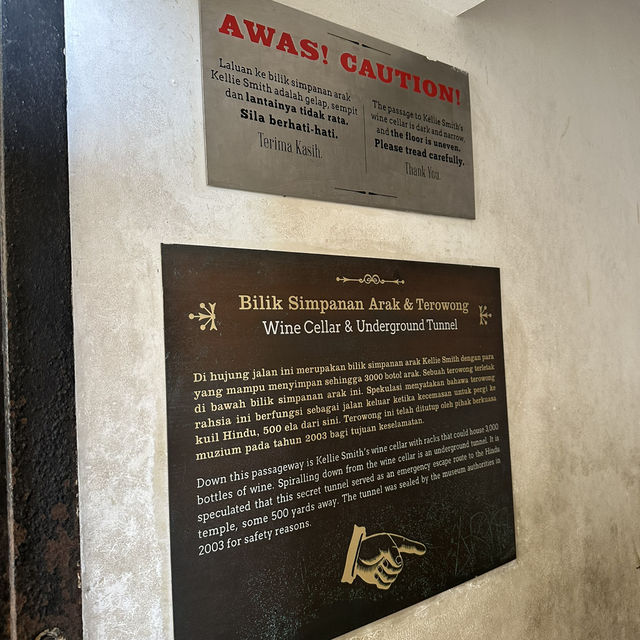 AWAS! CAUTION!
Laluan ke bilik simpanan arak
Kellie Smith adalah gelap, sempit
dan lantainya tidak rata.
Sila berhati-hati.
Terima Kasih.
The passage to Kellie Smith's
wine cellar is dark and narrow,
and the floor is uneven.
Please tread carefully.
Thank You.
Bilik Simpanan Arak & Terowong
Wine Cellar & Underground Tunnel
Di hujung jalan ini merupakan bilik simpanan arak Kellie Smith dengan para
yang mampu menyimpan sehingga 3000 botol arak. Sebuah terowong terletak
di bawah bilik simpanan arak ini. Spekulasi menyatakan bahawa terowong
rahsia ini berfungsi sebagai jalan keluar ketika kecemasan untuk pergi ke
kuil Hindu, 500 ela dari sini. Terowong ini telah ditutup oleh pihak berkuasa
muzium pada tahun 2003 bagi tujuan keselamatan.
Down this passageway is Kellie Smith's wine cellar with racks that could house 3,000
bottles of wine. Spiralling down from the wine cellar is an underground tunnel. It is
speculated that this secret tunnel served as an emergency escape route to the Hindu
temple, some 500 yards away. The tunnel was sealed by the museum authorities in
2003 for safety reasons.